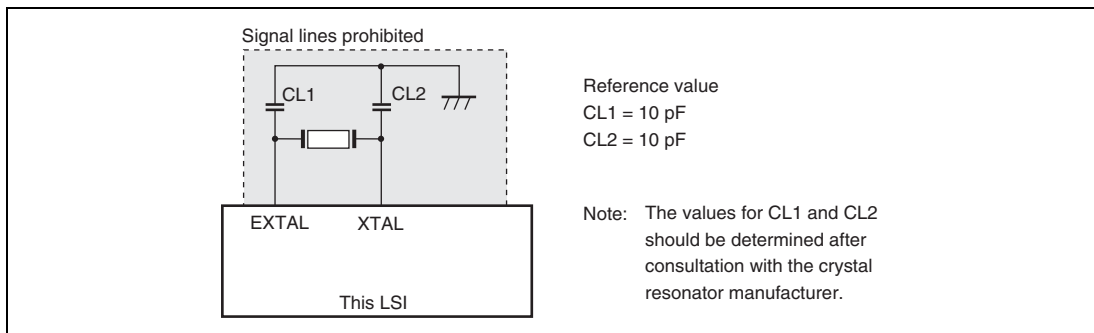 Signal lines prohibited
CL1
CL2
EXTAL
XTAL
This LSI
Reference value
CL1 = 10 pF
CL2 = 10 pF
Note: The values for CL1 and CL2
should be determined after
consultation with the crystal
resonator manufacturer.